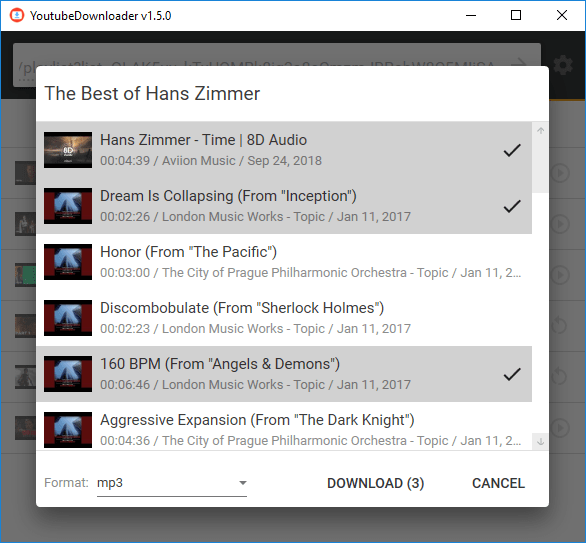 YoutubeDownloader v1.5.0
The Best of Hans Zimmer
Hans Zimmer - Time | 8D Audio
00:04:39 / Aviion Music / Sep 24, 2018
Dream Is Collapsing (From "Inception")
00:02:26 / London Music Works - Topic / Jan 11, 2017
Honor (From "The Pacific")
00:03:00 / The City of Prague Philharmonic Orchestra - Topic / Jan 11, 2...
Discombobulate (From "Sherlock Holmes")
00:02:23 / London Music Works - Topic / Jan 11, 2017
160 BPM (From "Angels & Demons")
00:06:46 / London Music Works - Topic / Jan 11, 2017
Aggressive Expansion (From "The Dark Knight")
00:04:36 / The City of Prague Philharmonic Orchestra - Topic / Jan 11, 2...
Format: mp3
DOWNLOAD (3)
CANCEL